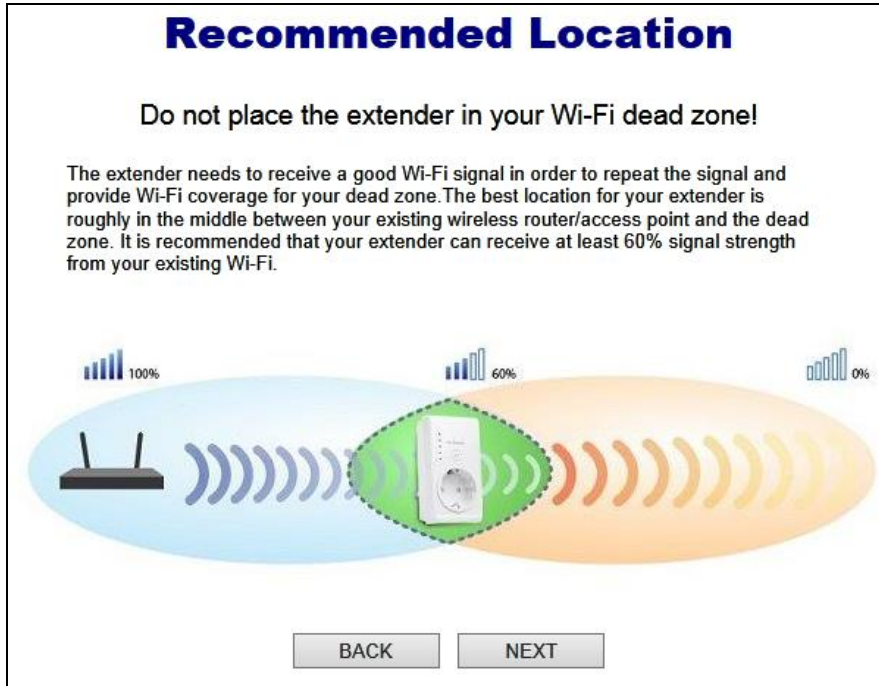 Recommended Location
Do not place the extender in your Wi-Fi dead zone!
The extender needs to receive a good Wi-Fi signal in order to repeat the signal and
provide Wi-Fi coverage for your dead zone.The best location for your extender is
roughly in the middle between your existing wireless router/access point and the dead
zone. It is recommended that your extender can receive at least 60% signal strength
from your existing Wi-Fi.
100%
60%
0%
BACK
NEXT